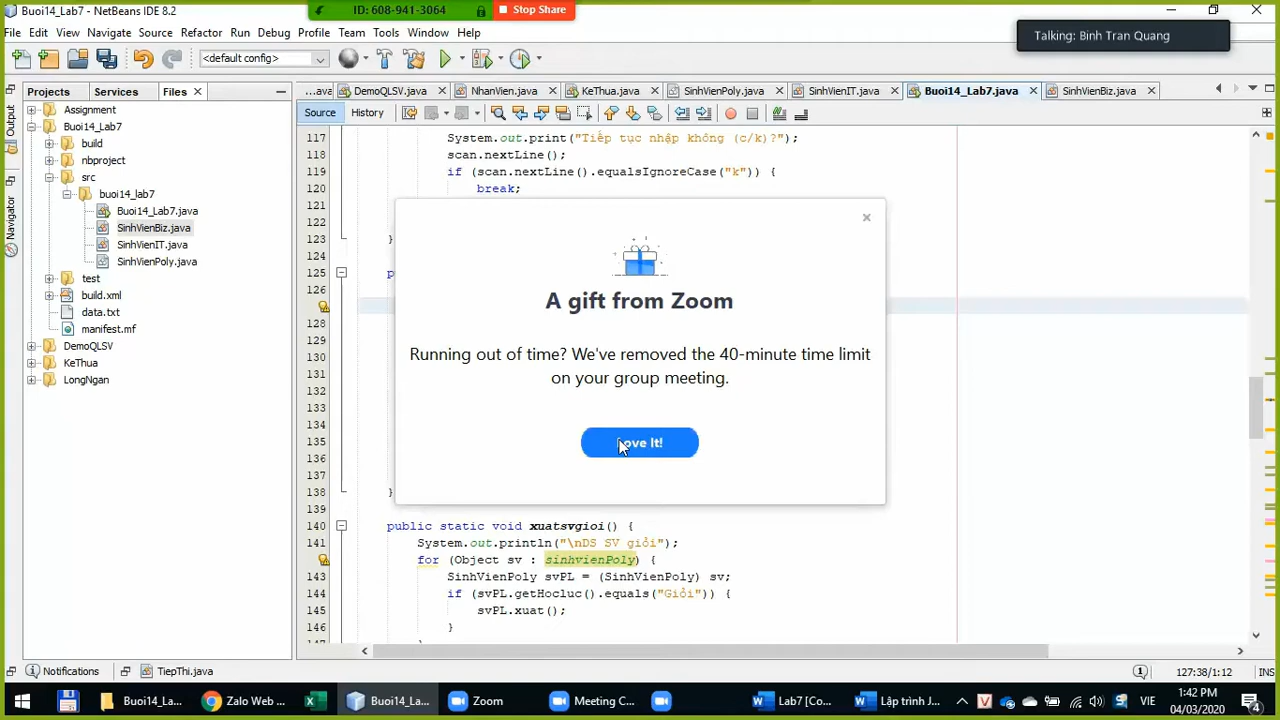 Buoi14_Lab7 - NetBeans IDE 8.2
ID: 608-941-3064
Stop Share
Talking: Binh Tran Quang
File Edit View Navigate Source Refactor Run Debug Profile Team Tools Window Help
<default config>
Projects Services Files
...ava DemoQLSV.java NhanVien.java KeThua.java SinhVienPoly.java SinhVienIT.java Buoi14_Lab7.java SinhVienBiz.java
Output
Navigator
Source History
Assignment
Buoi14_Lab7
build
nbproject
src
buoi14_lab7
Buoi14_Lab7.java
SinhVienBiz.java
SinhVienIT.java
SinhVienPoly.java
test
build.xml
data.txt
manifest.mf
DemoQLSV
KeThua
LongNgan
117 System.out.print("Tiếp tục nhập không (c/k)?");
118 scan.nextLine();
119 if (scan.nextLine().equalsIgnoreCase("k")) {
120 break;
121
122
123 }
124
125 p
126
128
129
130
131
132
133
134
135
136
137
138 }
139
140 public static void xuatsvgioi() {
141 System.out.println("\nDS SV giỏi");
for (Object sv : sinhvienPoly) {
143 SinhVienPoly svPL = (SinhVienPoly) sv;
144 if (svPL.getHocluc().equals("Giỏi")) {
145 svPL.xuat();
146 }
147 }
A gift from Zoom
Running out of time? We've removed the 40-minute time limit
on your group meeting.
Love It!
Notifications TiepThi.java
1
127:38/1:12 INS
Buoi14_La... Zalo Web ... Buoi14_La... Zoom Meeting C... Lab7 [Co... Lập trình J...
VIE
1:42 PM
04/03/2020
4